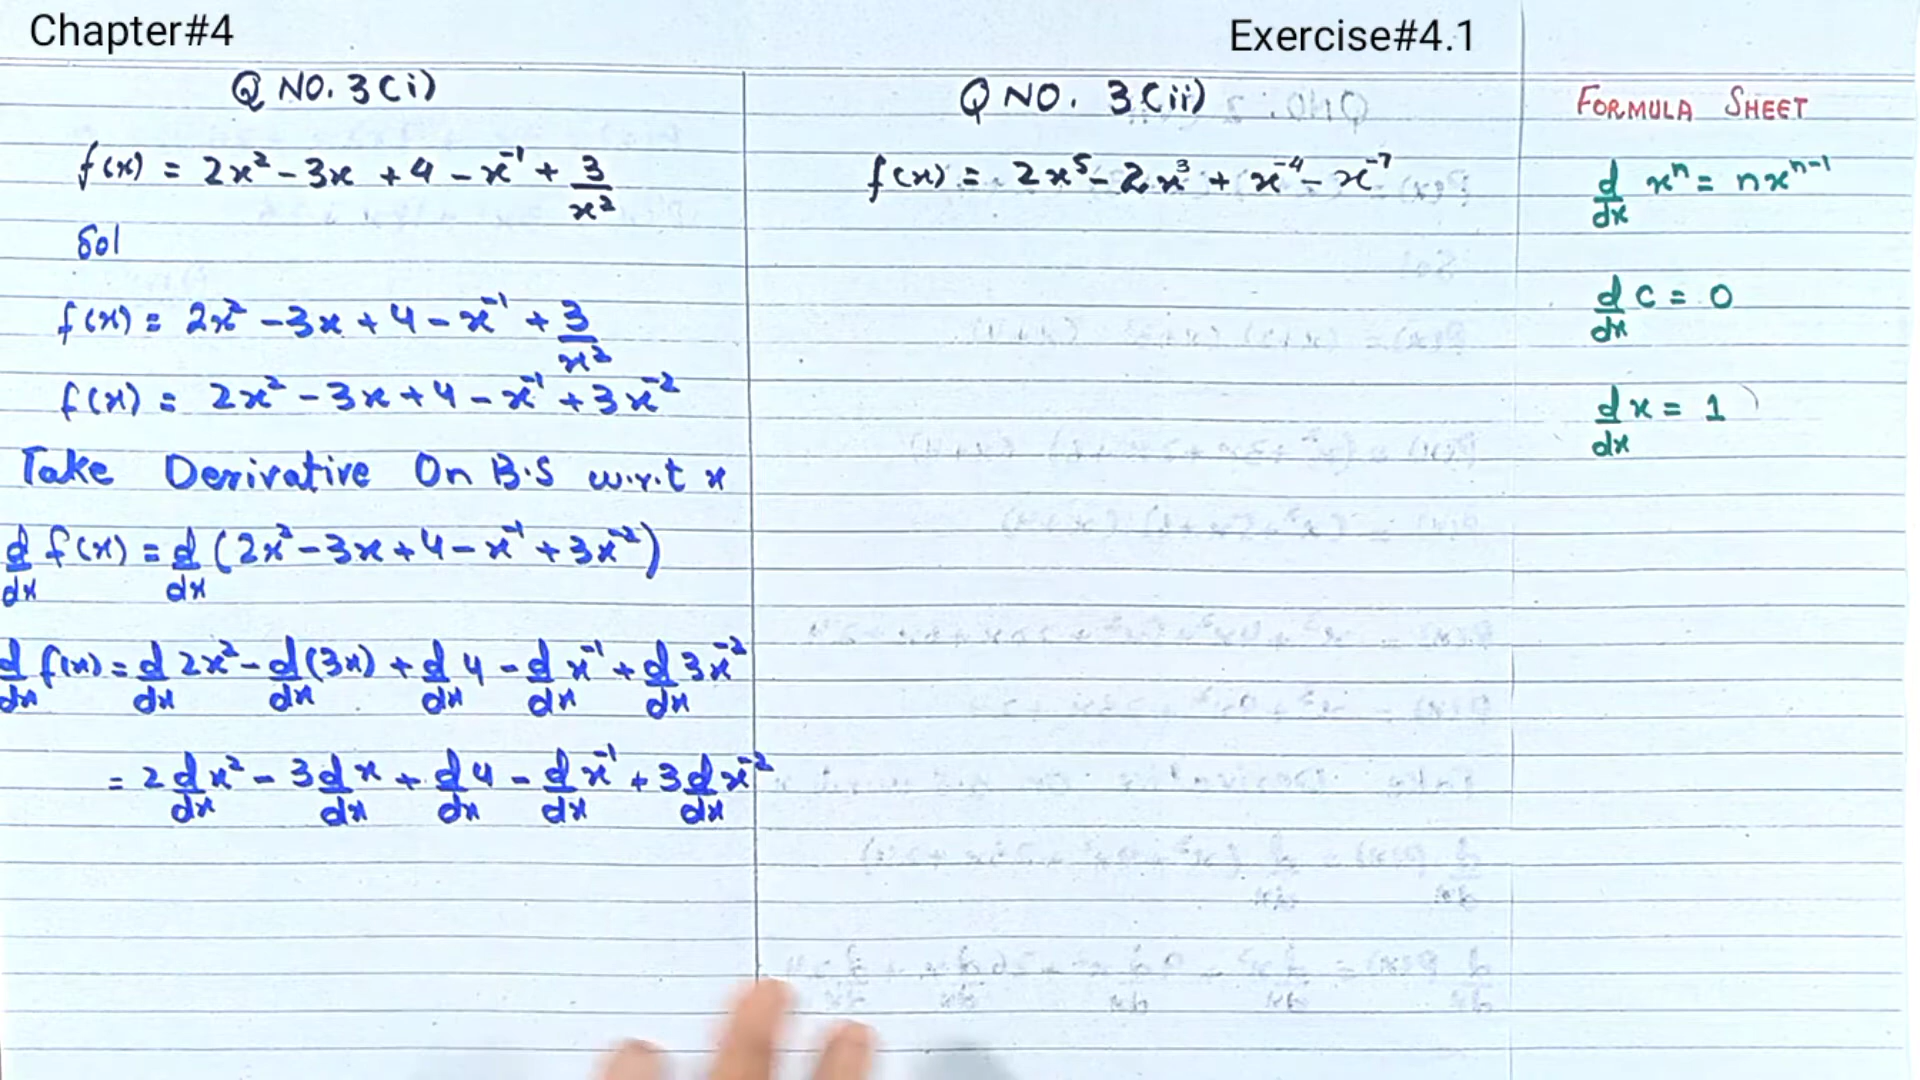 Chapter#4
Exercise#4.1
Q NO. 3(i)
f(x) = 2x² - 3x + 4 - x⁻¹ + 3/x²
Sol
f(x) = 2x² - 3x + 4 - x⁻¹ + 3/x²
f(x) = 2x² - 3x + 4 - x⁻¹ + 3x⁻²
Take Derivative On B.S w.r.t x
d/dx f(x) = d/dx (2x² - 3x + 4 - x⁻¹ + 3x⁻²)
d/dx f(x) = d/dx 2x² - d/dx (3x) + d/dx 4 - d/dx x⁻¹ + d/dx 3x⁻²
= 2 d/dx x² - 3 d/dx x + d/dx 4 - d/dx x⁻¹ + 3 d/dx x⁻²
Q NO. 3(ii)
f(x) = 2x⁵ - 2x³ + x⁻⁴ - x⁻⁷
FORMULA SHEET
d/dx xⁿ = nxⁿ⁻¹
d/dx c = 0
d/dx x = 1